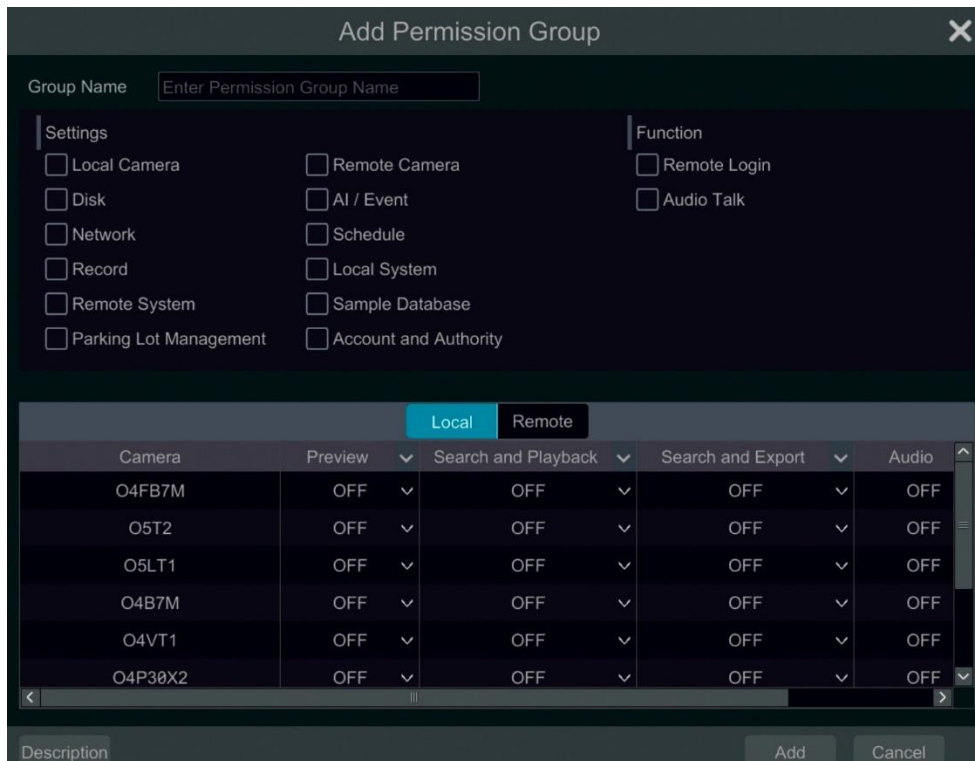 Add Permission Group
Group Name Enter Permission Group Name
Settings Function
Local Camera Remote Camera Remote Login
Disk AI / Event Audio Talk
Network Schedule
Record Local System
Remote System Sample Database
Parking Lot Management Account and Authority
Local Remote
Camera Preview Search and Playback Search and Export Audio
O4FB7M OFF OFF OFF OFF
O5T2 OFF OFF OFF OFF
O5LT1 OFF OFF OFF OFF
O4B7M OFF OFF OFF OFF
O4VT1 OFF OFF OFF OFF
O4P30X2 OFF OFF OFF OFF
Description Add Cancel